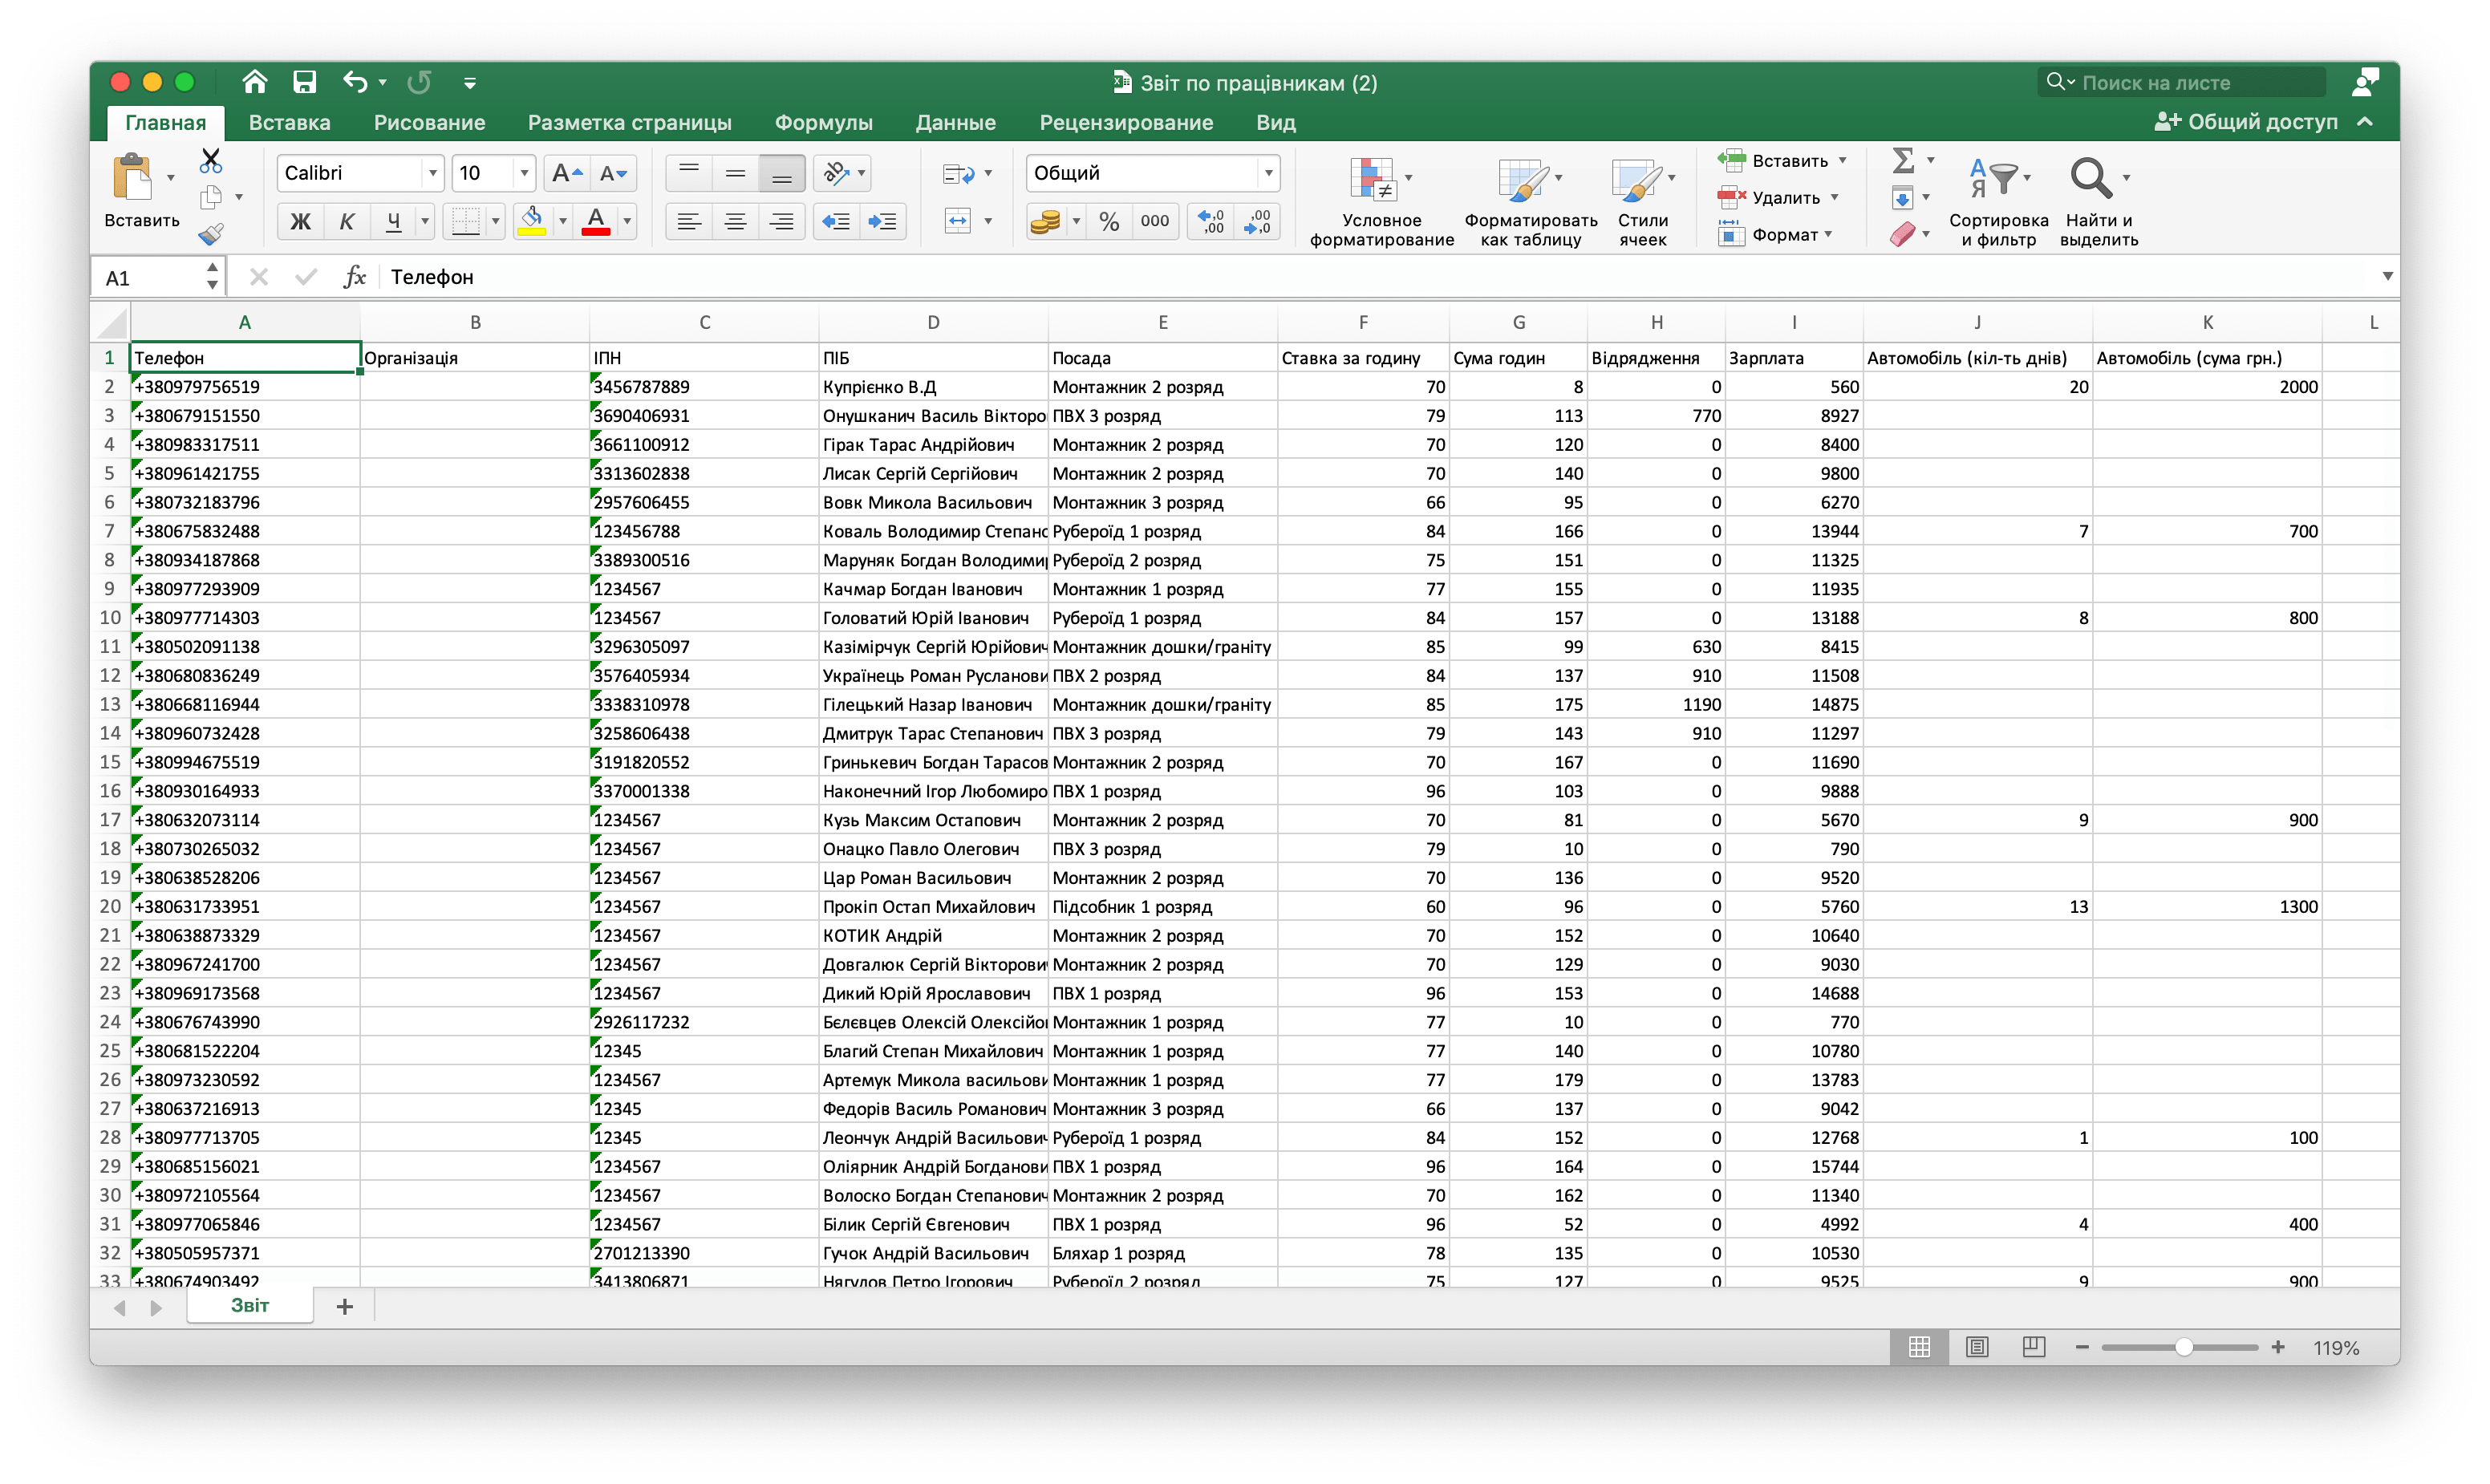 Звіт по працівникам (2)
Поиск на листе
Главная Вставка Рисование Разметка страницы Формулы Данные Рецензирование Вид Общий доступ
Вставить
Calibri 10
Ж К Ч
Общий
% 000
Условное форматирование
Форматировать как таблицу
Стили ячеек
Вставить
Удалить
Формат
Сортировка и фильтр
Найти и выделить
A1 fx Телефон
A B C D E F G H I J K L
1 Телефон Організація ІПН ПІБ Посада Ставка за годину Сума годин Відрядження Зарплата Автомобіль (кіл-ть днів) Автомобіль (сума грн.)
2 +380979756519 3456787889 Купрієнко В.Д Монтажник 2 розряд 70 8 0 560 20 2000
3 +380679151550 3690406931 Онушканич Василь Вікторо ПВХ 3 розряд 79 113 770 8927
4 +380983317511 3661100912 Гірак Тарас Андрійович Монтажник 2 розряд 70 120 0 8400
5 +380961421755 3313602838 Лисак Сергій Сергійович Монтажник 2 розряд 70 140 0 9800
6 +380732183796 2957606455 Вовк Микола Васильович Монтажник 3 розряд 66 95 0 6270
7 +380675832488 123456788 Коваль Володимир Степанс Рубероїд 1 розряд 84 166 0 13944 7 700
8 +380934187868 3389300516 Маруняк Богдан Володими Рубероїд 2 розряд 75 151 0 11325
9 +380977293909 1234567 Качмар Богдан Іванович Монтажник 1 розряд 77 155 0 11935
10 +380977714303 1234567 Головатий Юрій Іванович Рубероїд 1 розряд 84 157 0 13188 8 800
11 +380502091138 3296305097 Казімірчук Сергій Юрійович Монтажник дошки/граніту 85 99 630 8415
12 +380680836249 3576405934 Українець Роман Русланови ПВХ 2 розряд 84 137 910 11508
13 +380668116944 3338310978 Гілецький Назар Іванович Монтажник дошки/граніту 85 175 1190 14875
14 +380960732428 3258606438 Дмитрук Тарас Степанович ПВХ 3 розряд 79 143 910 11297
15 +380994675519 3191820552 Гринькевич Богдан Тарасов Монтажник 2 розряд 70 167 0 11690
16 +380930164933 3370001338 Наконечний Ігор Любомиро ПВХ 1 розряд 96 103 0 9888
17 +380632073114 1234567 Кузь Максим Остапович Монтажник 2 розряд 70 81 0 5670 9 900
18 +380730265032 1234567 Онацко Павло Олегович ПВХ 3 розряд 79 10 0 790
19 +380638528206 1234567 Цар Роман Васильович Монтажник 2 розряд 70 136 0 9520
20 +380631733951 1234567 Прокіп Остап Михайлович Підсобник 1 розряд 60 96 0 5760 13 1300
21 +380638873329 1234567 КОТИК Андрій Монтажник 2 розряд 70 152 0 10640
22 +380967241700 1234567 Довгалюк Сергій Вікторови Монтажник 2 розряд 70 129 0 9030
23 +380969173568 1234567 Дикий Юрій Ярославович ПВХ 1 розряд 96 153 0 14688
24 +380676743990 2926117232 Бєлєвцев Олексій Олексійо Монтажник 1 розряд 77 10 0 770
25 +380681522204 12345 Благий Степан Михайлович Монтажник 1 розряд 77 140 0 10780
26 +380973230592 1234567 Артемук Микола васильови Монтажник 1 розряд 77 179 0 13783
27 +380637216913 12345 Федорів Василь Романович Монтажник 3 розряд 66 137 0 9042
28 +380977713705 12345 Леончук Андрій Васильович Рубероїд 1 розряд 84 152 0 12768 1 100
29 +380685156021 1234567 Оліярник Андрій Богданови ПВХ 1 розряд 96 164 0 15744
30 +380972105564 1234567 Волоско Богдан Степанович Монтажник 2 розряд 70 162 0 11340
31 +380977065846 1234567 Білик Сергій Євгенович ПВХ 1 розряд 96 52 0 4992 4 400
32 +380505957371 2701213390 Гучок Андрій Васильович Бляхар 1 розряд 78 135 0 10530
33 +380674903492 3413806871 Нягулов Петро Ігорович Рубероїд 2 розряд 75 127 0 9525 9 900
Звіт
119%